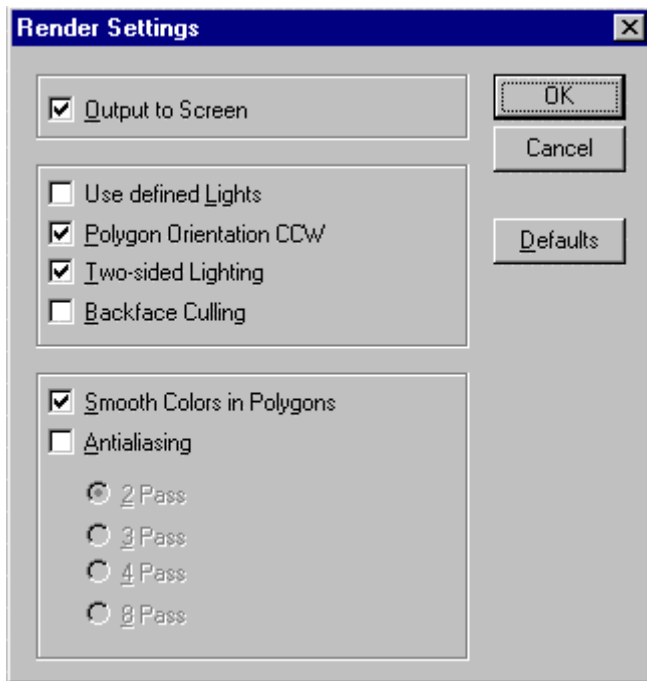 Render Settings
Output to Screen
OK
Cancel
Use defined Lights
Polygon Orientation CCW
Two-sided Lighting
Backface Culling
Defaults
Smooth Colors in Polygons
Antialiasing
2 Pass
3 Pass
4 Pass
8 Pass